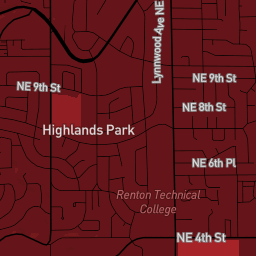 Lynnwood Ave NE
NE 9th St
NE 9th St
NE 8th St
Highlands Park
NE 6th Pl
Renton Technical
College
NE 4th St